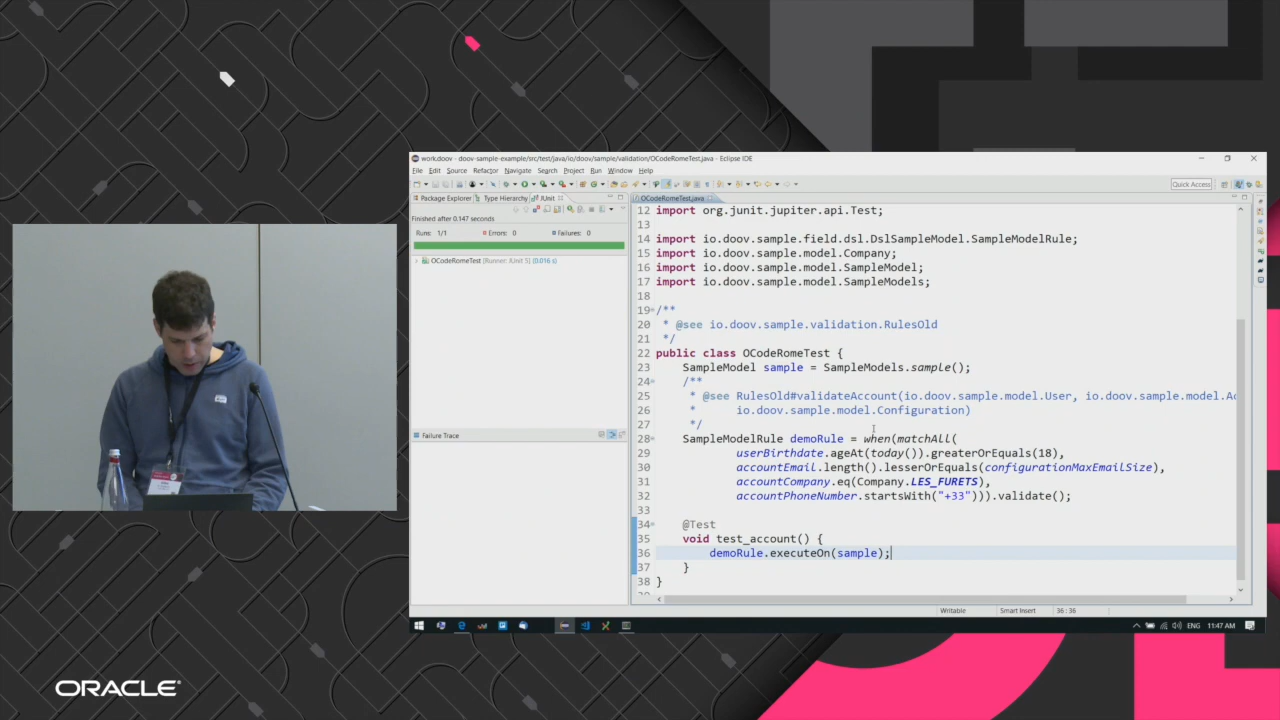 work.doov - doov-sample-example/src/test/java/io/doov/sample/validation/OCodeRomeTest.java - Eclipse IDE
File Edit Source Refactor Navigate Search Project Run Window Help
Quick Access
Package Explorer Type Hierarchy JUnit
OCodeRomeTest.java
Finished after 0.147 seconds
Runs: 1/1 Errors: 0 Failures: 0
OCodeRomeTest [Runner: JUnit 5] (0.016 s)
Failure Trace
12 import org.junit.jupiter.api.Test;
13
14 import io.doov.sample.field.dsl.DslSampleModel.SampleModelRule;
15 import io.doov.sample.model.Company;
16 import io.doov.sample.model.SampleModel;
17 import io.doov.sample.model.SampleModels;
18
19 /**
20 * @see io.doov.sample.validation.RulesOld
21 */
22 public class OCodeRomeTest {
23 SampleModel sample = SampleModels.sample();
24 /**
25 * @see RulesOld#validateAccount(io.doov.sample.model.User, io.doov.sample.model.Ac
26 * io.doov.sample.model.Configuration)
27 */
28 SampleModelRule demoRule = when(matchAll(
29 userBirthdate.ageAt(today()).greaterOrEquals(18),
30 accountEmail.length().lesserOrEquals(configurationMaxEmailSize),
31 accountCompany.eq(Company.LES_FURETS),
32 accountPhoneNumber.startsWith("+33"))).validate();
33
34 @Test
35 void test_account() {
36 demoRule.executeOn(sample);
37 }
38 }
Writable Smart Insert 36 : 36
ENG 11:47 AM
ORACLE